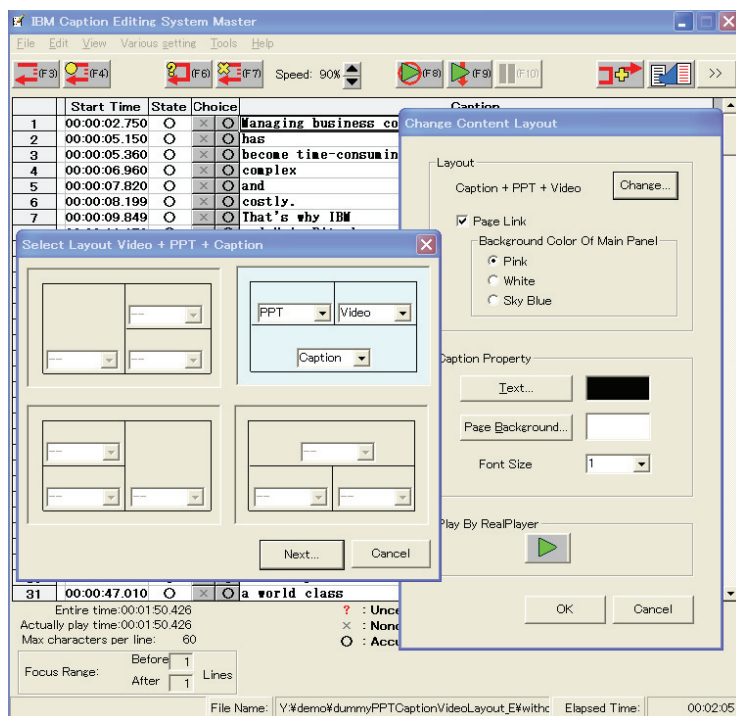 IBM Caption Editing System Master
File Edit View Various setting Tools Help
(F3) (F4) (F6) (F7) Speed: 90% (F8) (F9) (F10) >>
Start Time State Choice Caption
1 00:00:02.750 O × O Managing business co
2 00:00:05.150 O × O has
3 00:00:05.360 O × O become time-consumin
4 00:00:06.960 O × O complex
5 00:00:07.820 O × O and
6 00:00:08.199 O × O costly.
7 00:00:09.849 O × O That's why IBM
Change Content Layout
Layout
Caption + PPT + Video Change...
Page Link
Background Color Of Main Panel
Pink
White
Sky Blue
Caption Property
Text...
Page Background...
Font Size 1
Play By RealPlayer
OK Cancel
Select Layout Video + PPT + Caption
-- PPT Video
-- -- Caption
-- --
-- -- -- --
Next... Cancel
31 00:00:47.010 O × O a world class
Entire time:00:01:50.426 ? : Unce
Actually play time:00:01:50.426 × : None
Max characters per line: 60 O : Accu
Focus Range: Before 1 After 1 Lines
File Name: Y:¥demo¥dummyPPTCaptionVideoLayout_E¥withc Elapsed Time: 00:02:05